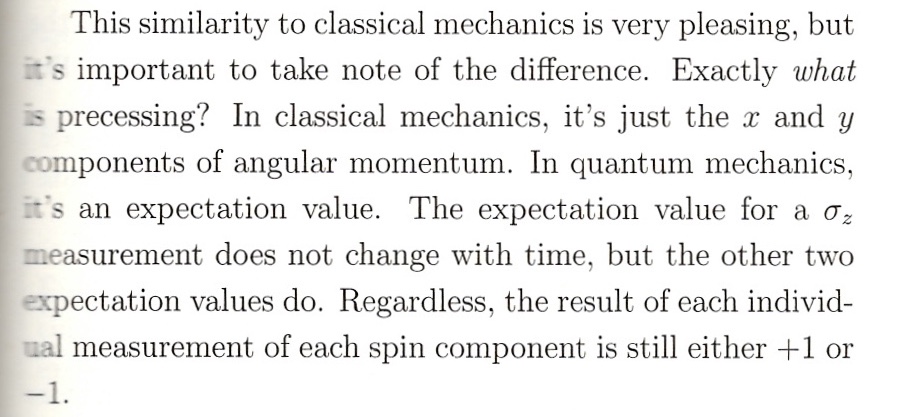 This similarity to classical mechanics is very pleasing, but
it's important to take note of the difference. Exactly what
is precessing? In classical mechanics, it's just the x and y
components of angular momentum. In quantum mechanics,
it's an expectation value. The expectation value for a σz
measurement does not change with time, but the other two
expectation values do. Regardless, the result of each individ-
ual measurement of each spin component is still either +1 or
−1.